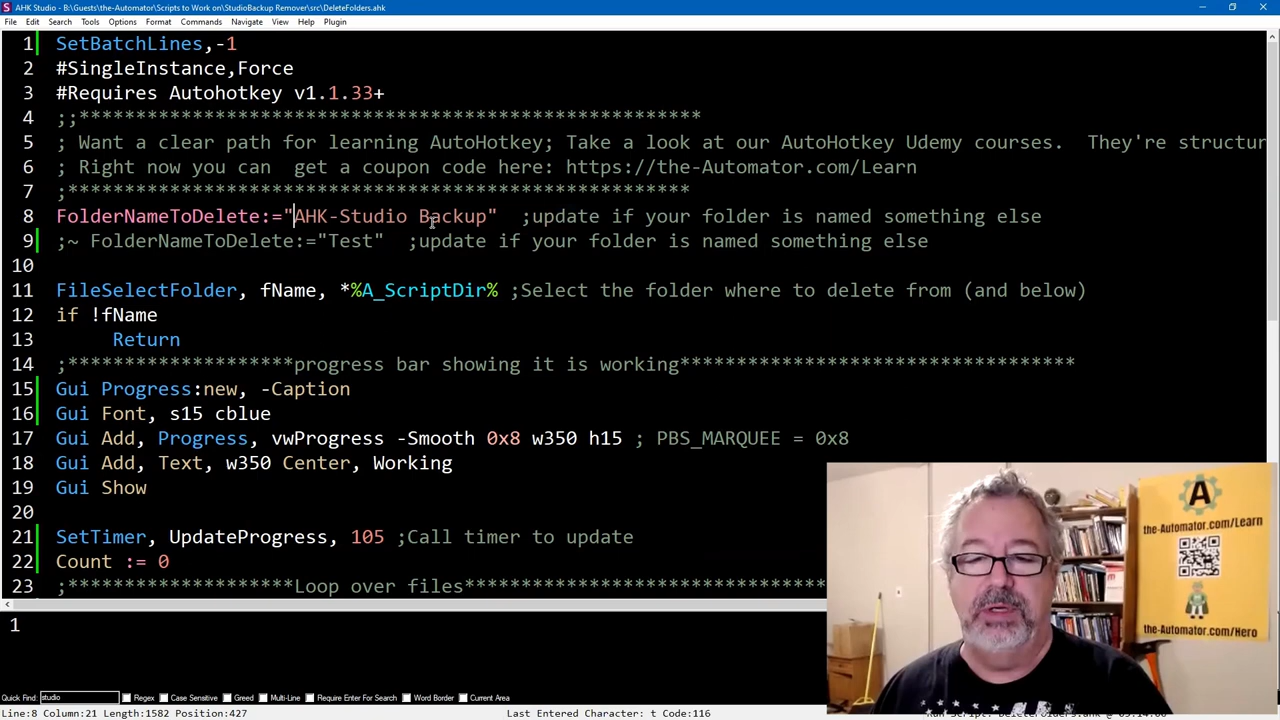 AHK Studio - B:\Guests\the-Automator\Scripts to Work on\StudioBackup Remover\src\DeleteFolders.ahk
File Edit Search Tools Options Format Commands Navigate View Help Plugin
1 SetBatchLines,-1
2 #SingleInstance,Force
3 #Requires Autohotkey v1.1.33+
4 ;;*******************************************************
5 ; Want a clear path for learning AutoHotkey; Take a look at our AutoHotkey Udemy courses.  They're structur
6 ; Right now you can  get a coupon code here: https://the-Automator.com/Learn
7 ;*******************************************************
8 FolderNameToDelete:="AHK-Studio Backup"  ;update if your folder is named something else
9 ;~ FolderNameToDelete:="Test"  ;update if your folder is named something else
10
11 FileSelectFolder, fName, *%A_ScriptDir% ;Select the folder where to delete from (and below)
12 if !fName
13 Return
14 ;********************progress bar showing it is working***********************************
15 Gui Progress:new, -Caption
16 Gui Font, s15 cblue
17 Gui Add, Progress, vwProgress -Smooth 0x8 w350 h15 ; PBS_MARQUEE = 0x8
18 Gui Add, Text, w350 Center, Working
19 Gui Show
20
21 SetTimer, UpdateProgress, 105 ;Call timer to update
22 Count := 0
23 ;********************Loop over files********************************
1
the-Automator.com/Learn
the-Automator.com/Hero
Quick Find: studio Regex Case Sensitive Greed Multi-Line Require Enter For Search Word Border Current Area
Line:8 Column:21 Length:1582 Position:427 Last Entered Character: t Code:116